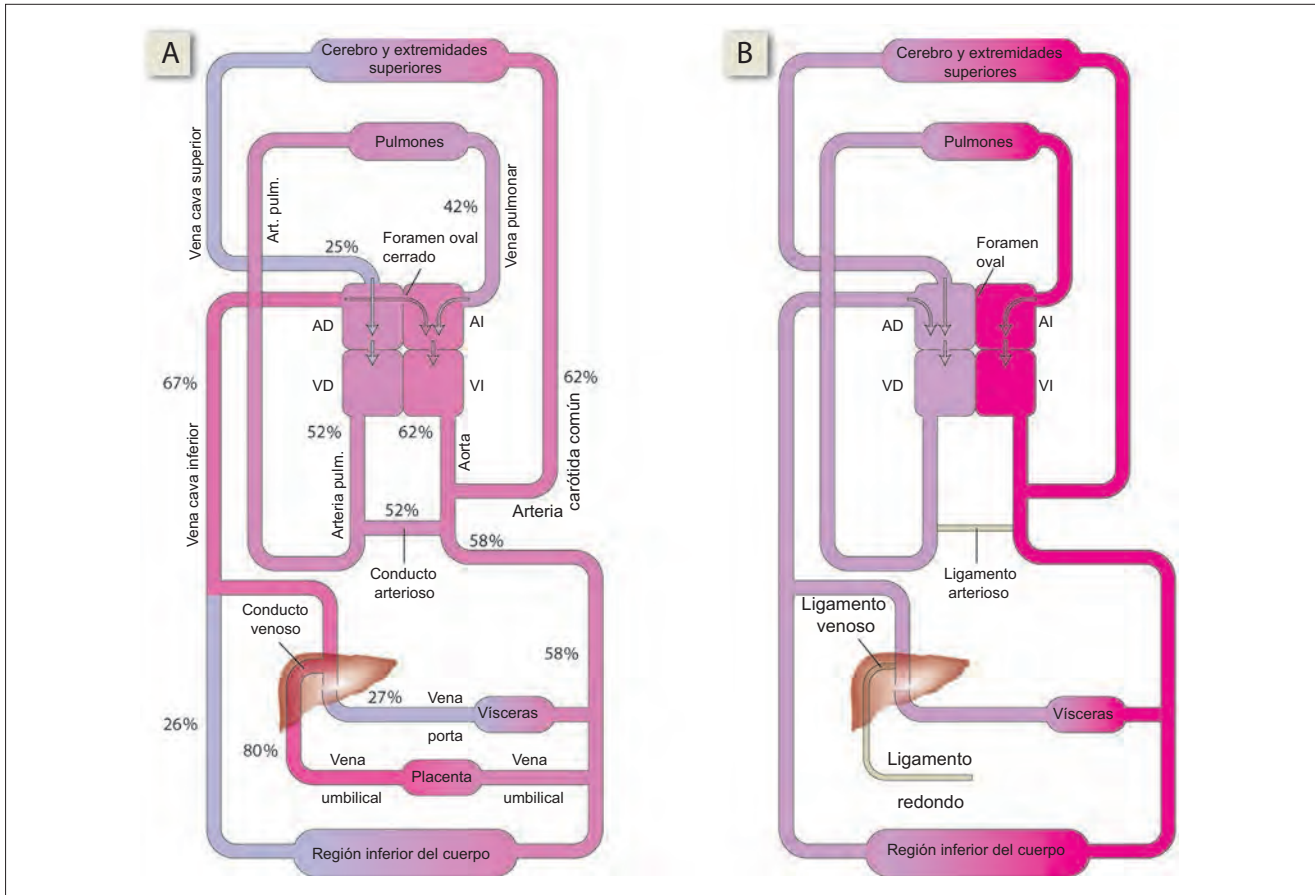 A
Cerebro y extremidades
superiores
Pulmones
Vena cava superior
Art. pulm.
42%
Vena pulmonar
25%
Foramen oval
cerrado
AD
AI
67%
VD
VI
62%
carótida común
52%
62%
Aorta
Vena cava inferior
Arteria pulm.
52%
Arteria
58%
Conducto
arterioso
Conducto
venoso
58%
27%
Vena
Vísceras
26%
porta
80%
Vena
Placenta
Vena
umbilical
umbilical
Región inferior del cuerpo
B
Cerebro y extremidades
superiores
Pulmones
Foramen
oval
AD
AI
VD
VI
Ligamento
arterioso
Ligamento
venoso
Vísceras
Ligamento
redondo
Región inferior del cuerpo